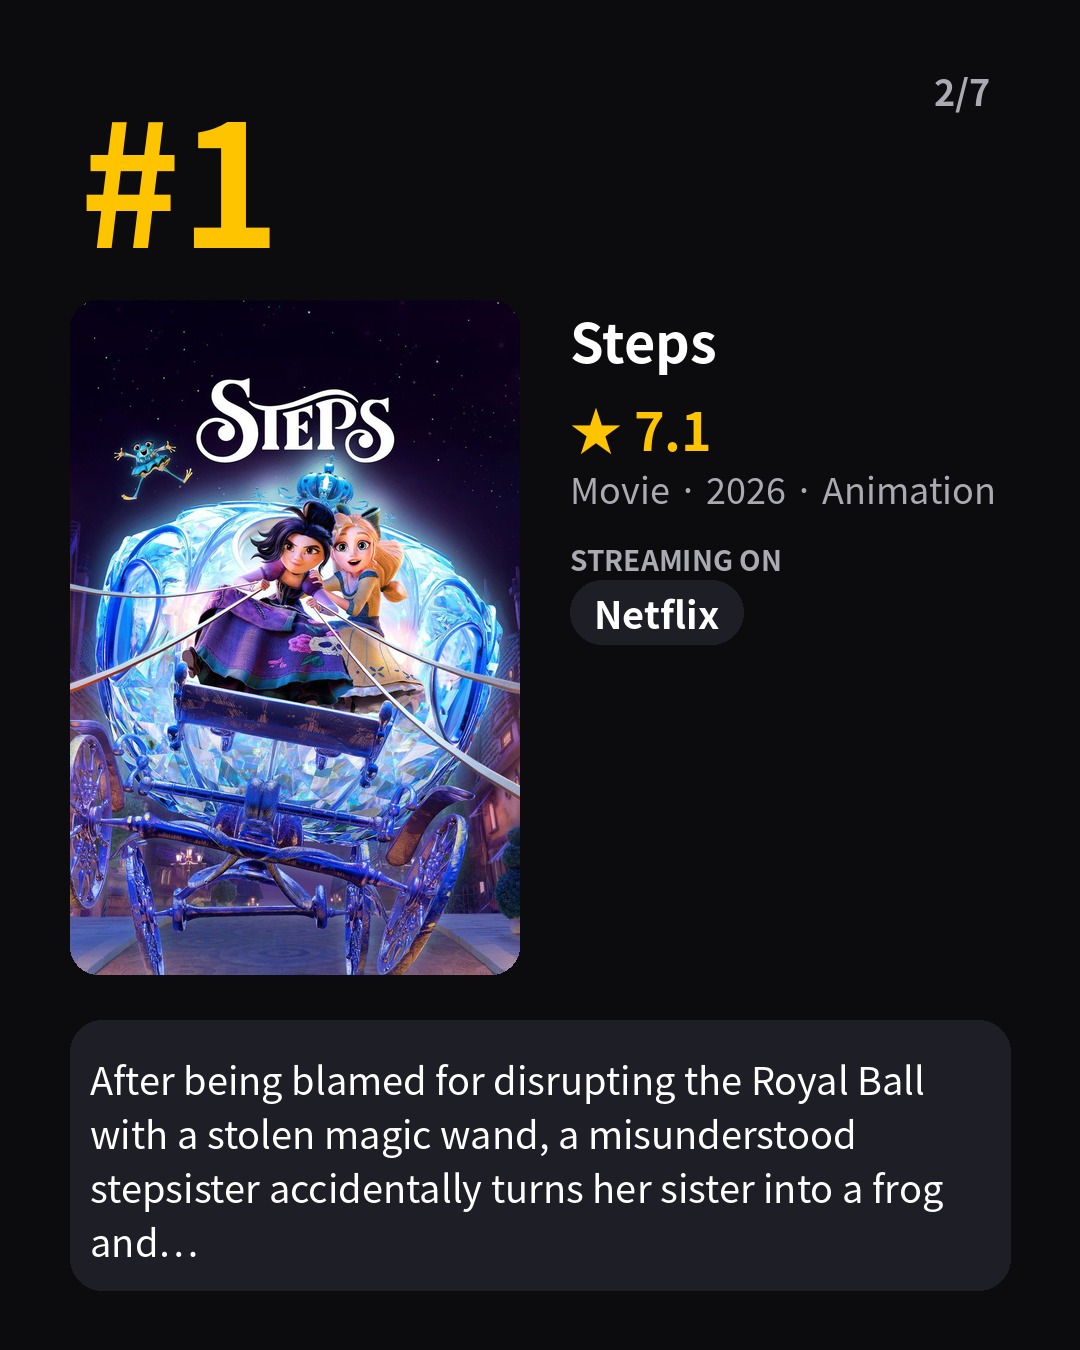 2/7
#1
STEPS
Steps
★ 7.1
Movie · 2026 · Animation
STREAMING ON
Netflix
After being blamed for disrupting the Royal Ball
with a stolen magic wand, a misunderstood
stepsister accidentally turns her sister into a frog
and…